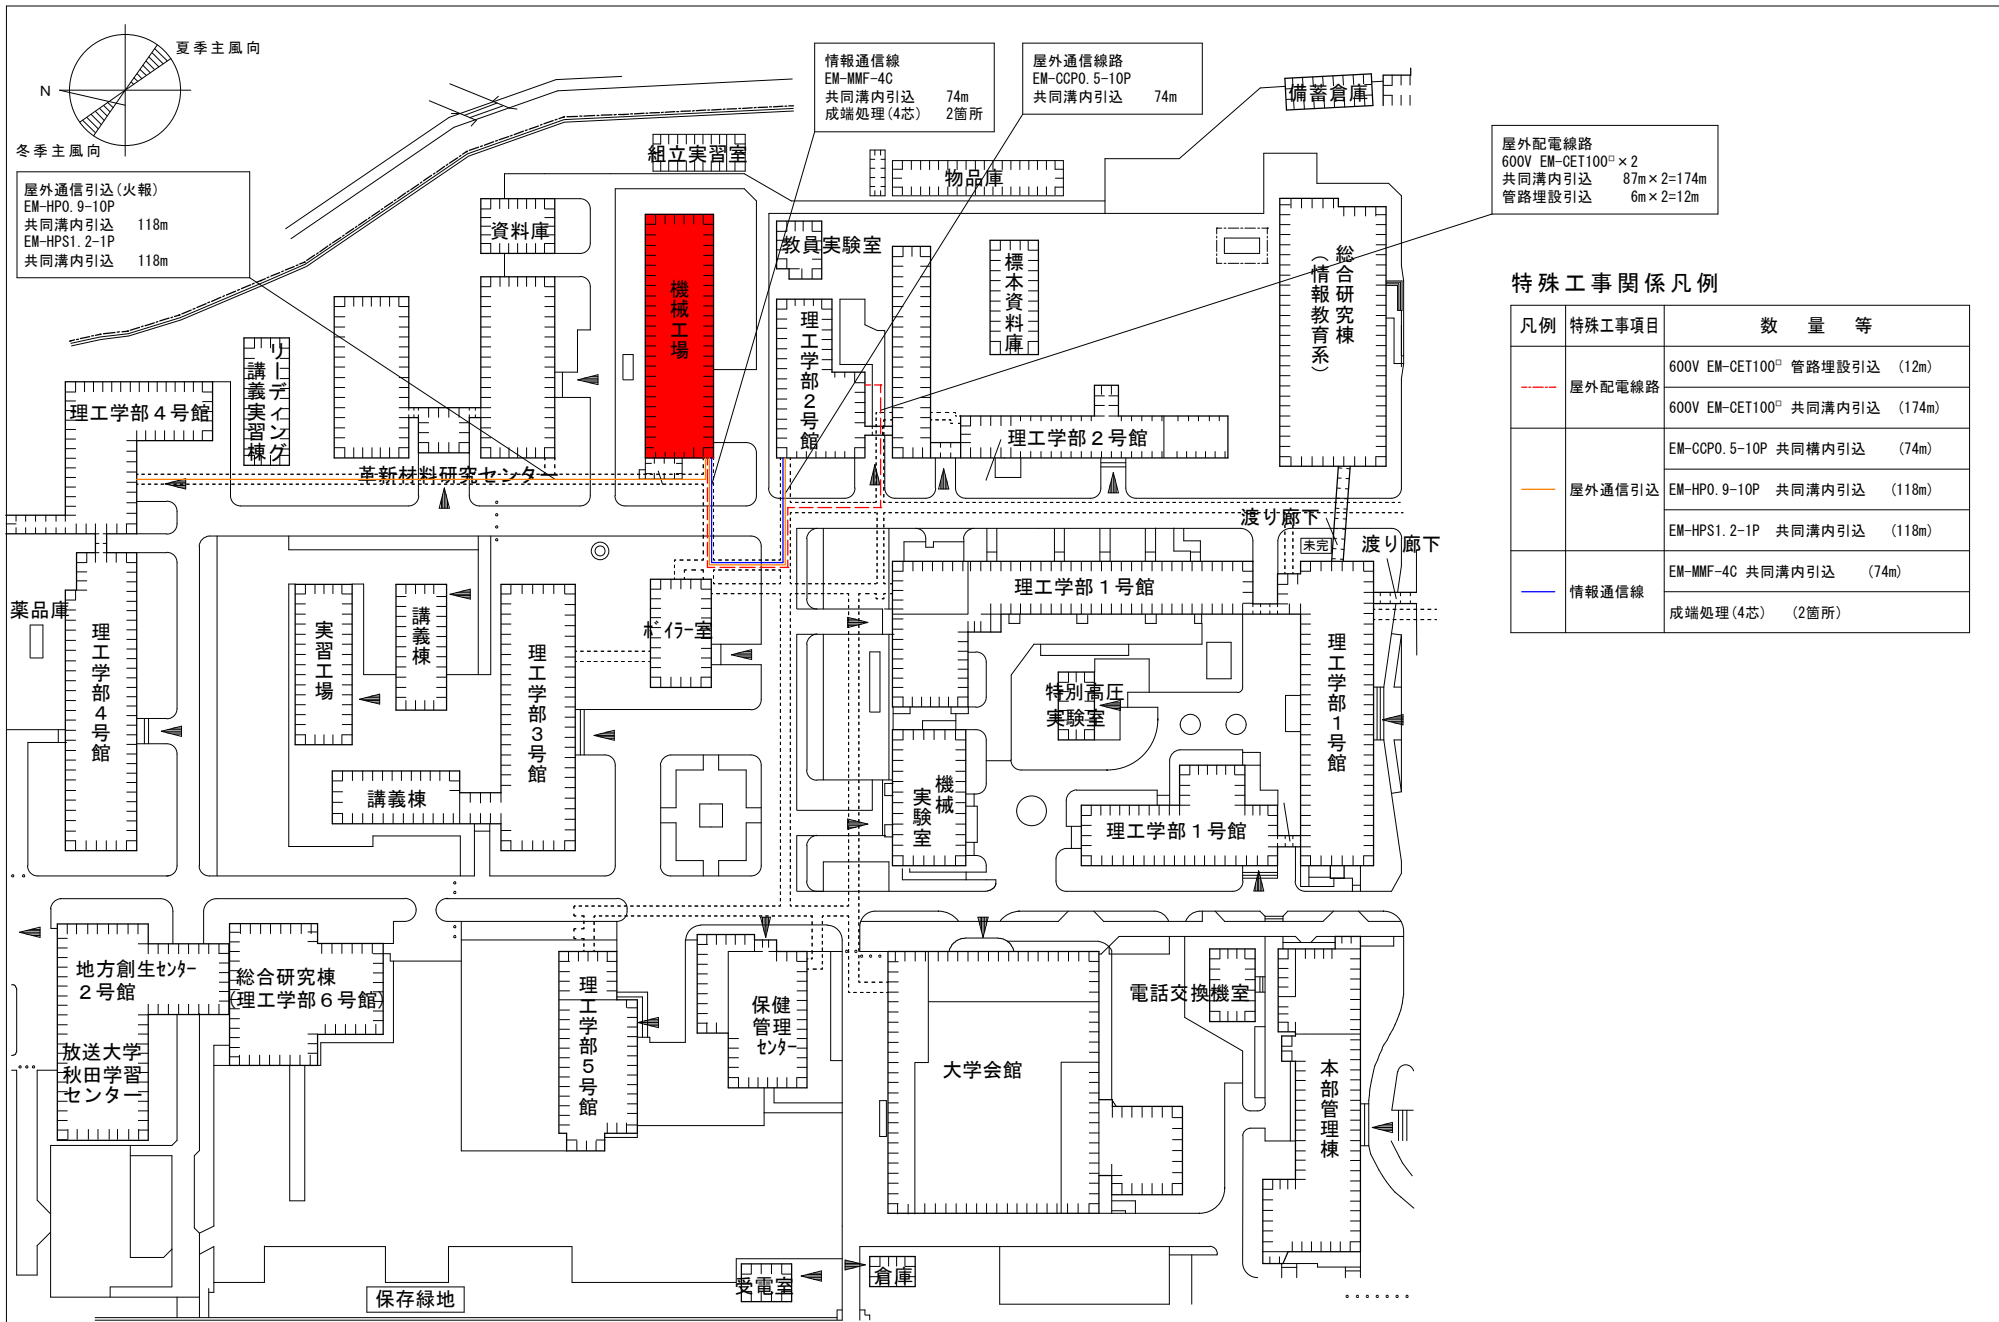 夏季主風向
N
冬季主風向
屋外通信引込(火報)
EM-HP0.9-10P
共同溝内引込 118m
EM-HPS1.2-1P
共同溝内引込 118m
情報通信線
EM-MMF-4C
共同溝内引込 74m
成端処理(4芯) 2箇所
屋外通信線路
EM-CCP0.5-10P
共同溝内引込 74m
屋外配電線路
600V EM-CET100□×2
共同溝内引込 87m×2=174m
管路埋設引込 6m×2=12m
備蓄倉庫
組立実習室
物品庫
資料庫
教員実験室
機械工場
標本資料庫
総合研究棟
(情報教育系)
理工学部2号館
リーディング
講義実習棟
理工学部4号館
理工学部2号館
革新材料研究センター
渡り廊下
未完
渡り廊下
特殊工事関係凡例
凡例 特殊工事項目 数 量 等
屋外配電線路
600V EM-CET100□ 管路埋設引込 (12m)
600V EM-CET100□ 共同溝内引込 (174m)
屋外通信引込
EM-CCP0.5-10P 共同構内引込 (74m)
EM-HP0.9-10P 共同溝内引込 (118m)
EM-HPS1.2-1P 共同溝内引込 (118m)
情報通信線
EM-MMF-4C 共同溝内引込 (74m)
成端処理(4芯) (2箇所)
薬品庫
理工学部4号館
実習工場
講義棟
理工学部3号館
ボイラー室
理工学部1号館
理工学部1号館
特別高圧
実験室
講義棟
機械
実験室
理工学部1号館
地方創生センター
2号館
総合研究棟
(理工学部6号館)
放送大学
秋田学習
センター
理工学部5号館
保健
管理
センター
大学会館
電話交換機室
本部管理棟
保存緑地
受電室
倉庫